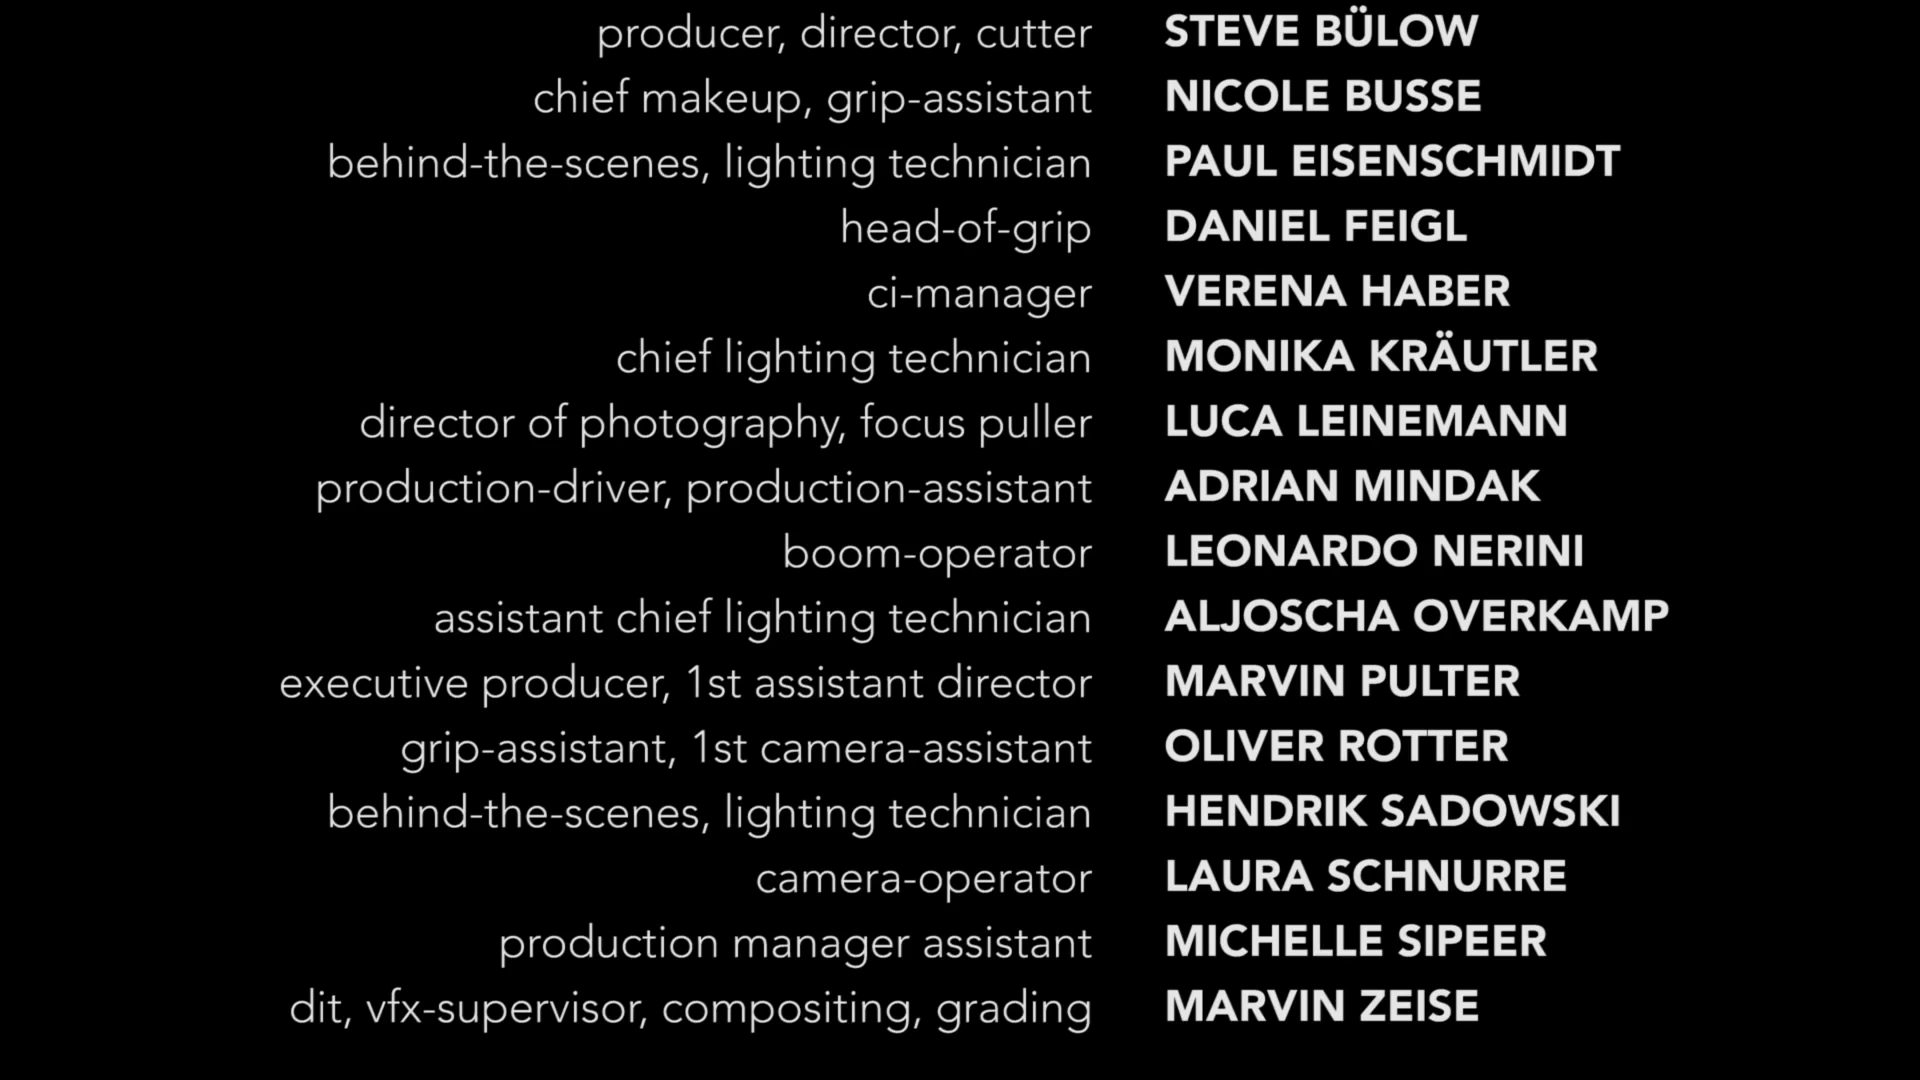 producer, director, cutter STEVE BÜLOW
chief makeup, grip-assistant NICOLE BUSSE
behind-the-scenes, lighting technician PAUL EISENSCHMIDT
head-of-grip DANIEL FEIGL
ci-manager VERENA HABER
chief lighting technician MONIKA KRÄUTLER
director of photography, focus puller LUCA LEINEMANN
production-driver, production-assistant ADRIAN MINDAK
boom-operator LEONARDO NERINI
assistant chief lighting technician ALJOSCHA OVERKAMP
executive producer, 1st assistant director MARVIN PULTER
grip-assistant, 1st camera-assistant OLIVER ROTTER
behind-the-scenes, lighting technician HENDRIK SADOWSKI
camera-operator LAURA SCHNURRE
production manager assistant MICHELLE SIPEER
dit, vfx-supervisor, compositing, grading MARVIN ZEISE